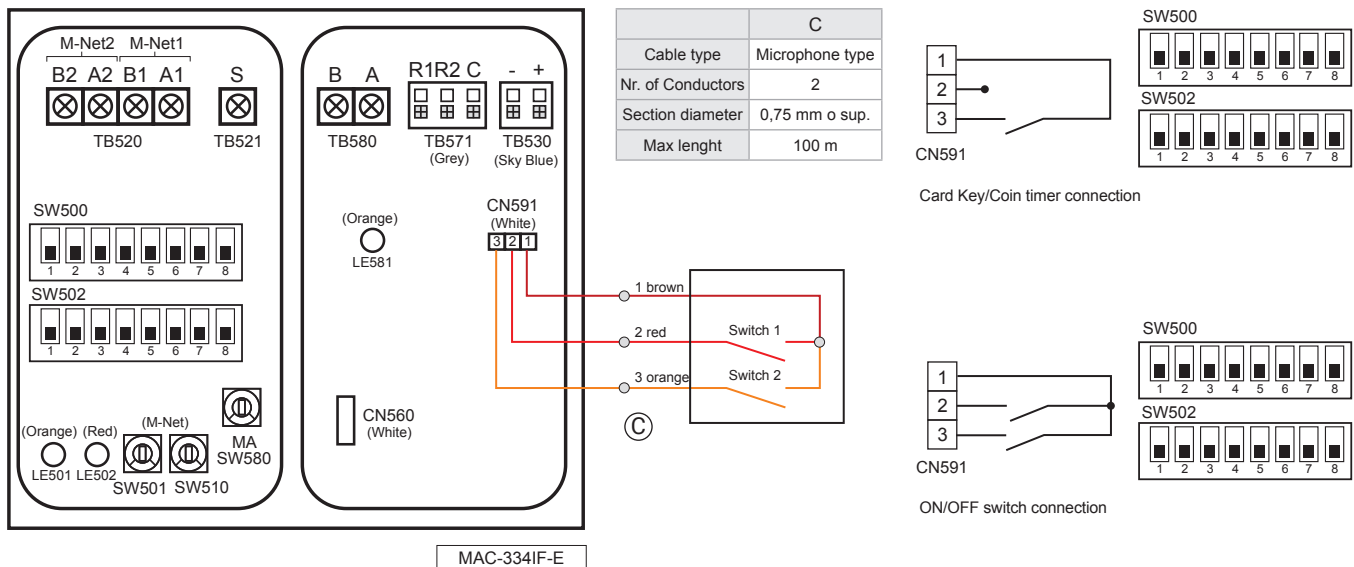 M-Net2 M-Net1
B2 A2 B1 A1 S
TB520 TB521
SW500
1 2 3 4 5 6 7 8
SW502
1 2 3 4 5 6 7 8
(Orange) (Red) (M-Net)
LE501 LE502
SW501 SW510
MA
SW580
B A
TB580
R1R2 C
TB571
(Grey)
- +
TB530
(Sky Blue)
(Orange)
LE581
CN591
(White)
3 2 1
CN560
(White)
MAC-334IF-E
1 brown
2 red
3 orange
Switch 1
Switch 2
C
C
Cable type Microphone type
Nr. of Conductors 2
Section diameter 0,75 mm o sup.
Max lenght 100 m
1
2
3
CN591
SW500
1 2 3 4 5 6 7 8
SW502
1 2 3 4 5 6 7 8
Card Key/Coin timer connection
1
2
3
CN591
SW500
1 2 3 4 5 6 7 8
SW502
1 2 3 4 5 6 7 8
ON/OFF switch connection